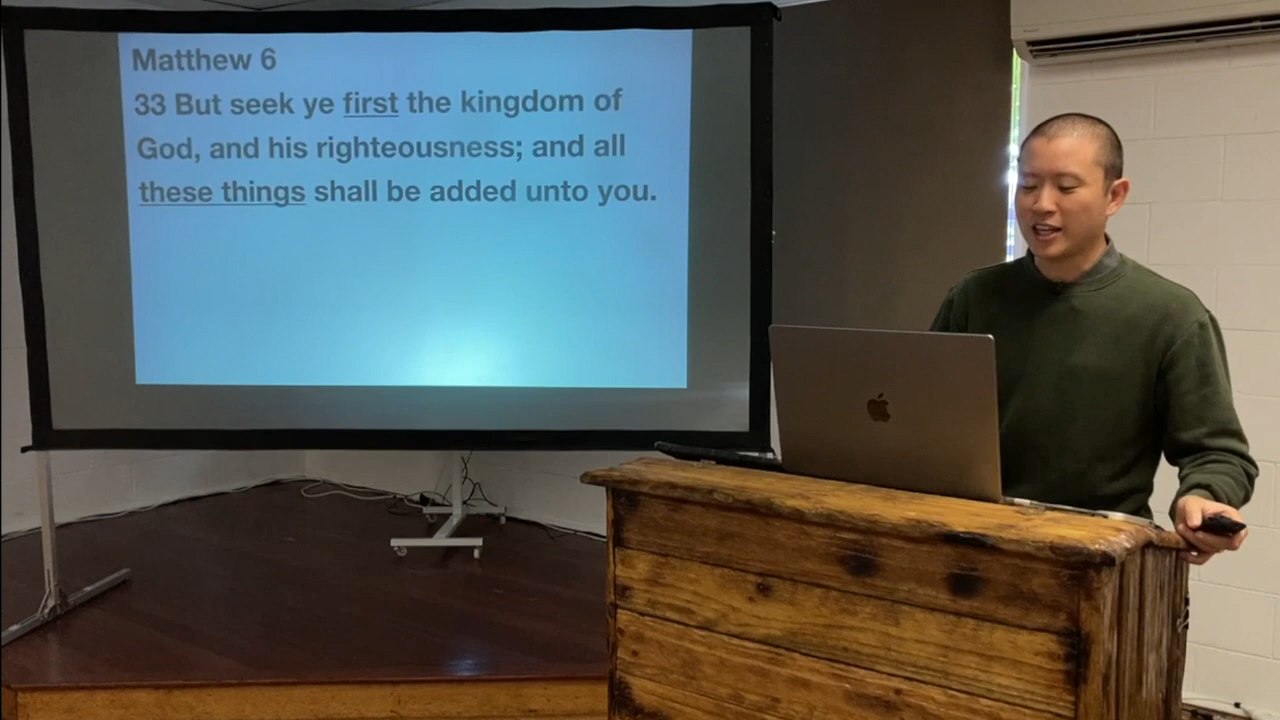 Matthew 6
33 But seek ye first the kingdom of
God, and his righteousness; and all
these things shall be added unto you.